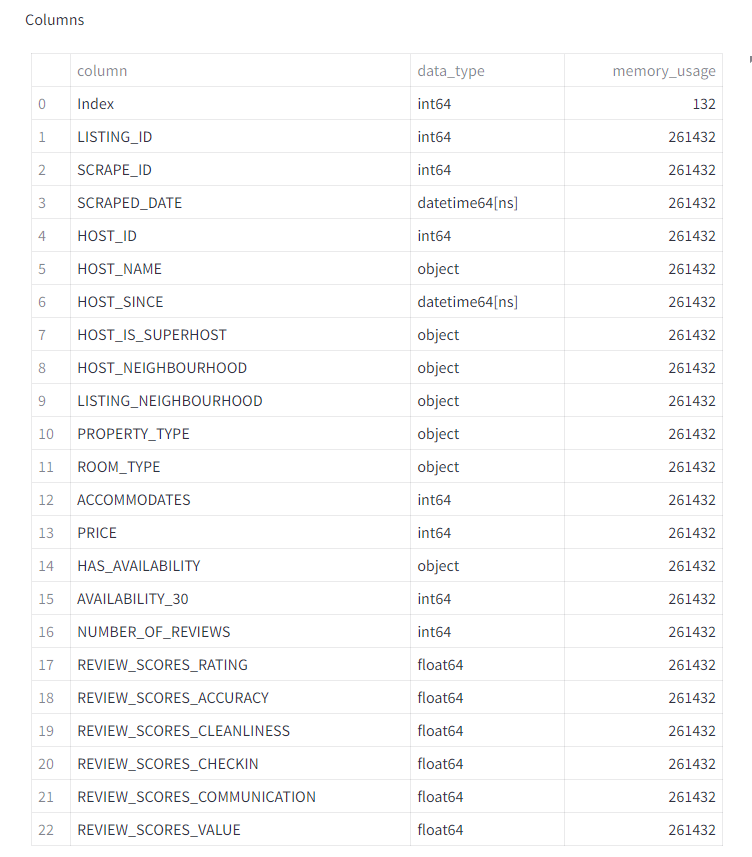 Columns
column data_type memory_usage
0 Index int64 132
1 LISTING_ID int64 261432
2 SCRAPE_ID int64 261432
3 SCRAPED_DATE datetime64[ns] 261432
4 HOST_ID int64 261432
5 HOST_NAME object 261432
6 HOST_SINCE datetime64[ns] 261432
7 HOST_IS_SUPERHOST object 261432
8 HOST_NEIGHBOURHOOD object 261432
9 LISTING_NEIGHBOURHOOD object 261432
10 PROPERTY_TYPE object 261432
11 ROOM_TYPE object 261432
12 ACCOMMODATES int64 261432
13 PRICE int64 261432
14 HAS_AVAILABILITY object 261432
15 AVAILABILITY_30 int64 261432
16 NUMBER_OF_REVIEWS int64 261432
17 REVIEW_SCORES_RATING float64 261432
18 REVIEW_SCORES_ACCURACY float64 261432
19 REVIEW_SCORES_CLEANLINESS float64 261432
20 REVIEW_SCORES_CHECKIN float64 261432
21 REVIEW_SCORES_COMMUNICATION float64 261432
22 REVIEW_SCORES_VALUE float64 261432